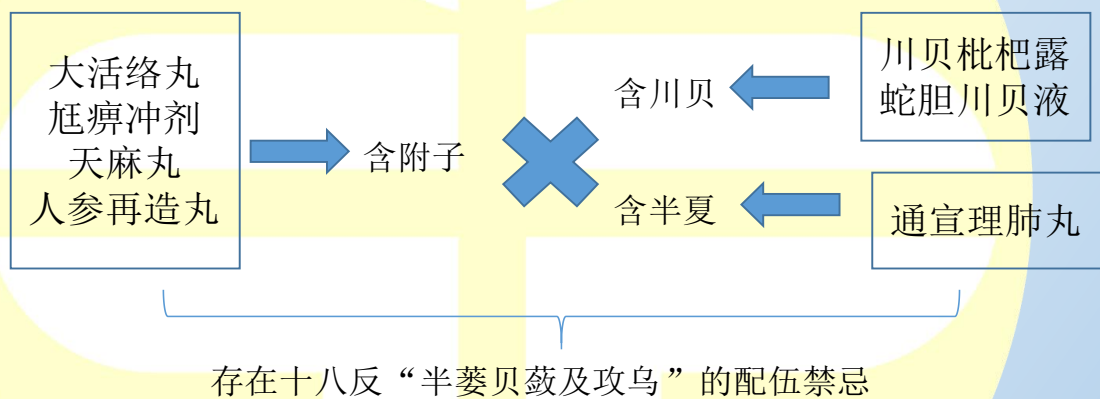 大活络丸
尪痹冲剂
天麻丸
人参再造丸
含附子
含川贝
含半夏
川贝枇杷露
蛇胆川贝液
通宣理肺丸
存在十八反“半蒌贝蔹及攻乌”的配伍禁忌